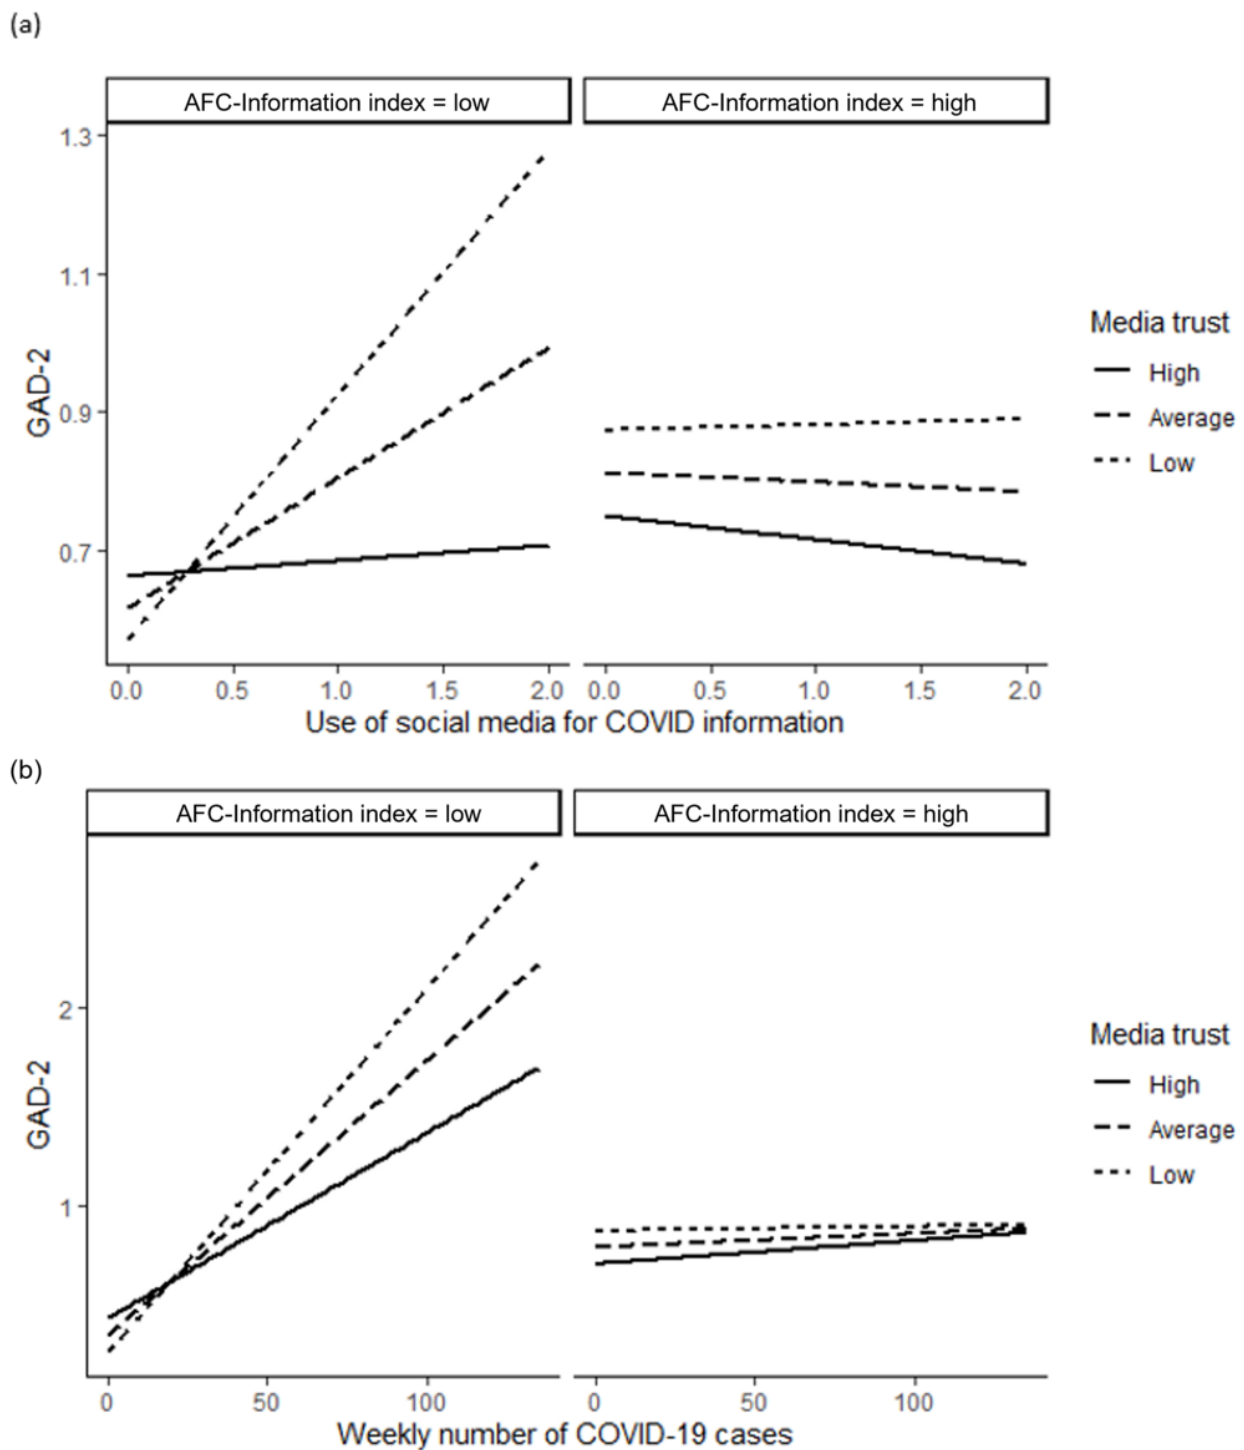 (a)
AFC-Information index = low
AFC-Information index = high
1.3
1.1
0.9
0.7
GAD-2
0.0 0.5 1.0 1.5 2.0 0.0 0.5 1.0 1.5 2.0
Use of social media for COVID information
Media trust
High
Average
Low
(b)
AFC-Information index = low
AFC-Information index = high
2
1
GAD-2
0 50 100 0 50 100
Weekly number of COVID-19 cases
Media trust
High
Average
Low